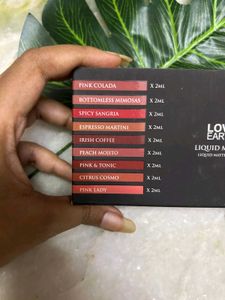 PINK COLADA X 2ML
BOTTOMLESS MIMOSAS X 2ML
SPICY SANGRIA X 2ML
ESPRESSO MARTINI X 2ML
IRISH COFFEE X 2ML
PEACH MOJITO X 2ML
PINK & TONIC X 2ML
CITRUS COSMO X 2ML
PINK LADY X 2ML
LOV
EAR
LIQUID M
LIQUID MATT